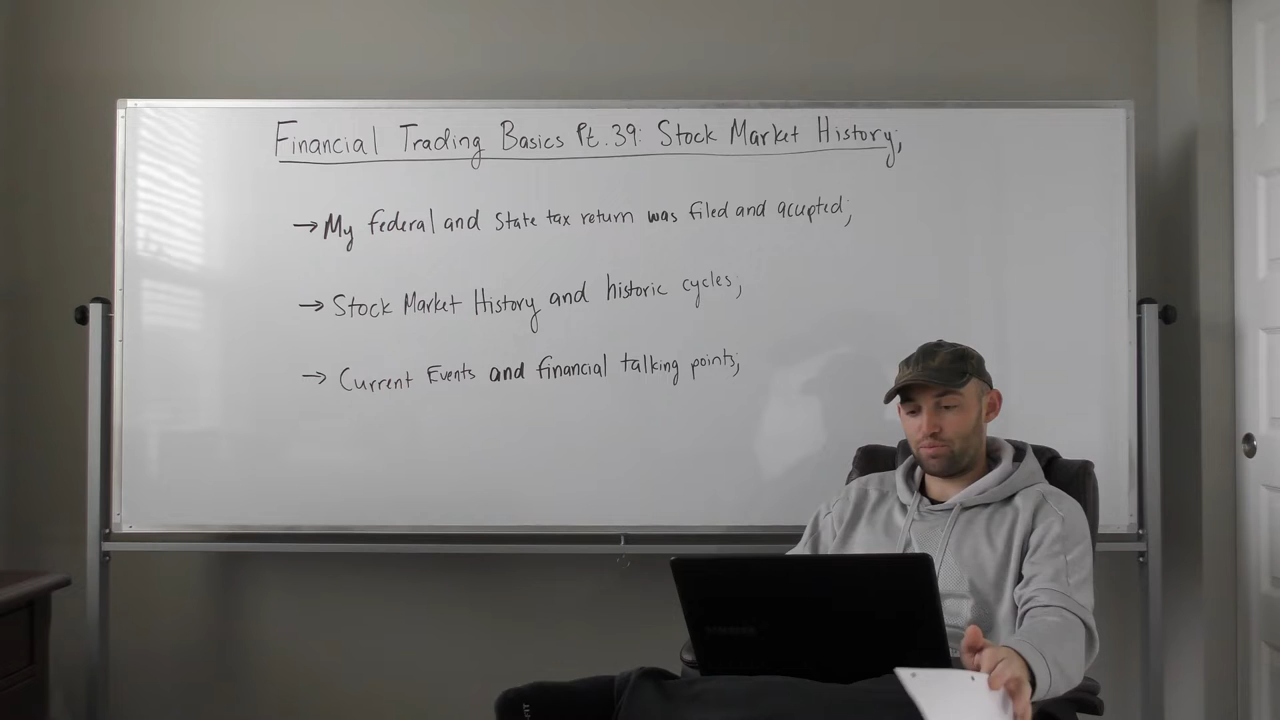 Financial Trading Basics Pt. 39: Stock Market History;
→ My federal and State tax return was filed and acupted;
→ Stock Market History and historic cycles;
→ Current Events and financial talking points;